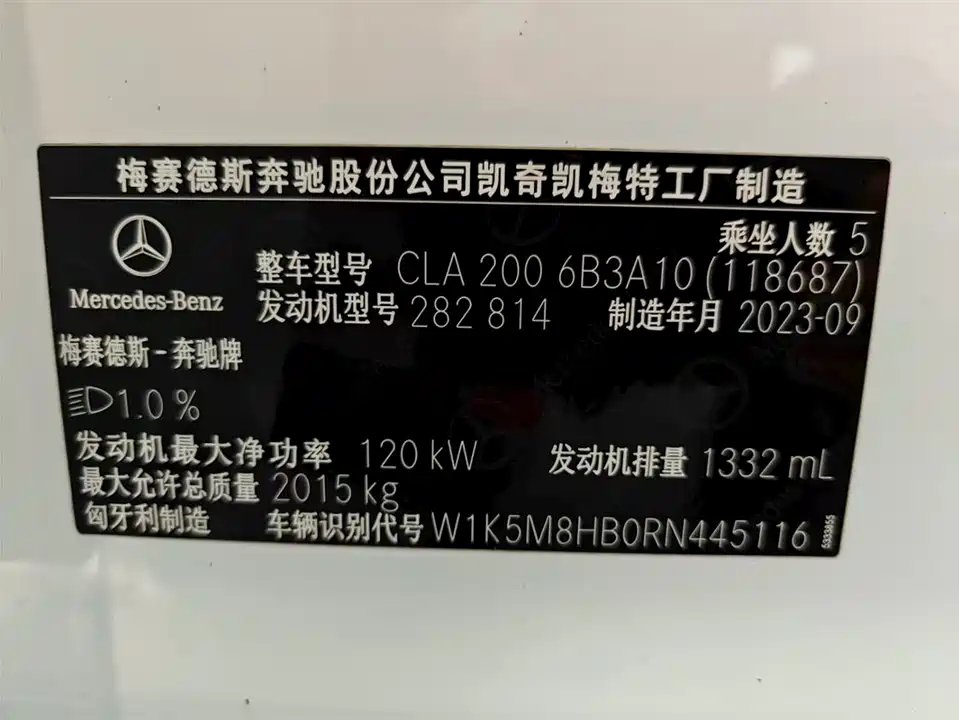 梅赛德斯奔驰股份公司凯奇凯梅特工厂制造
乘坐人数 5
Mercedes-Benz
整车型号 CLA 200 6B3A10 (118687)
发动机型号 282 814 制造年月 2023-09
梅赛德斯-奔驰牌
1.0 %
发动机最大净功率 120 kW 发动机排量 1332 mL
最大允许总质量 2015 kg
匈牙利制造 车辆识别代号 W1K5M8HB0RN445116
5333855